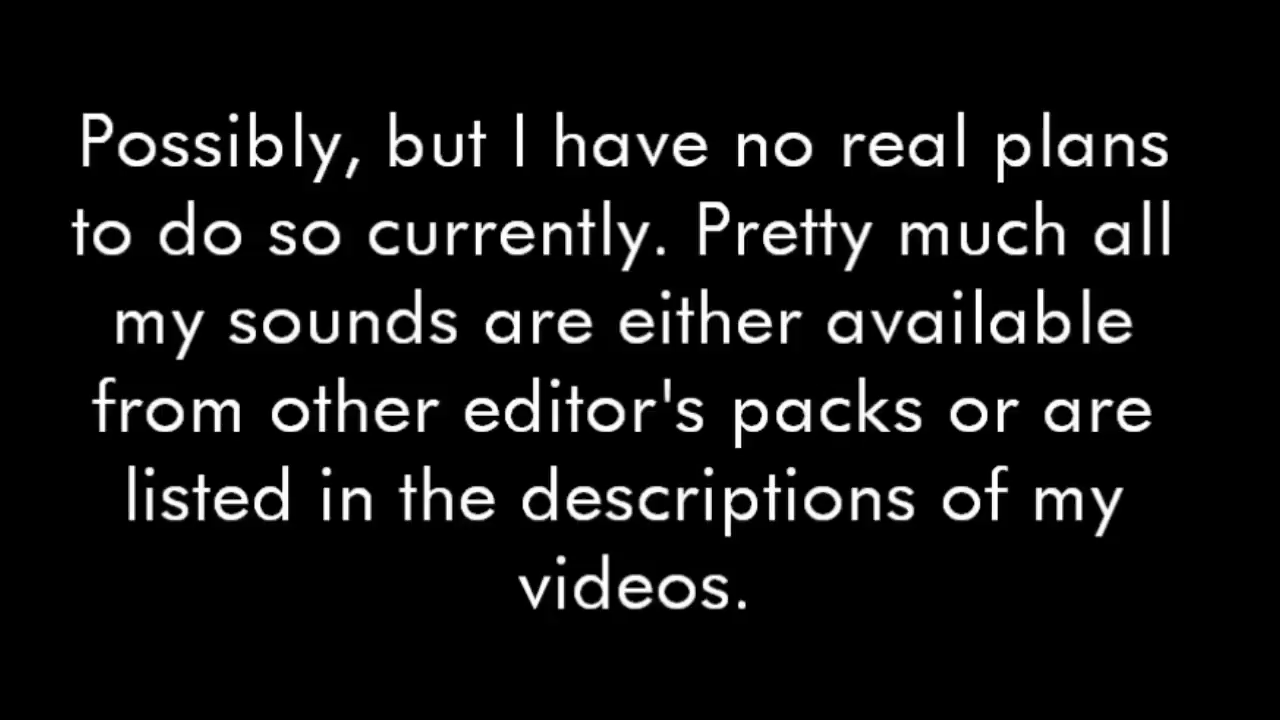 Possibly, but I have no real plans
to do so currently. Pretty much all
my sounds are either available
from other editor's packs or are
listed in the descriptions of my
videos.